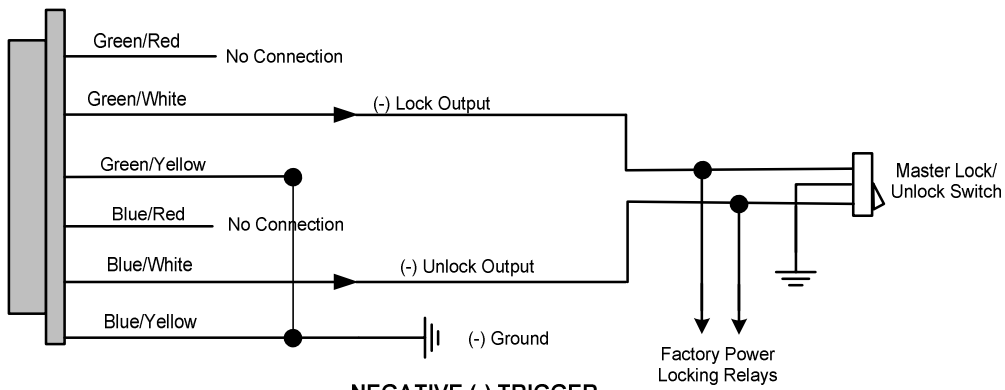 Green/Red
No Connection
Green/White
(-) Lock Output
Green/Yellow
Master Lock/
Unlock Switch
Blue/Red
No Connection
Blue/White
(-) Unlock Output
Blue/Yellow
(-) Ground
Factory Power
Locking Relays
NEGATIVE (-) TRIGGER